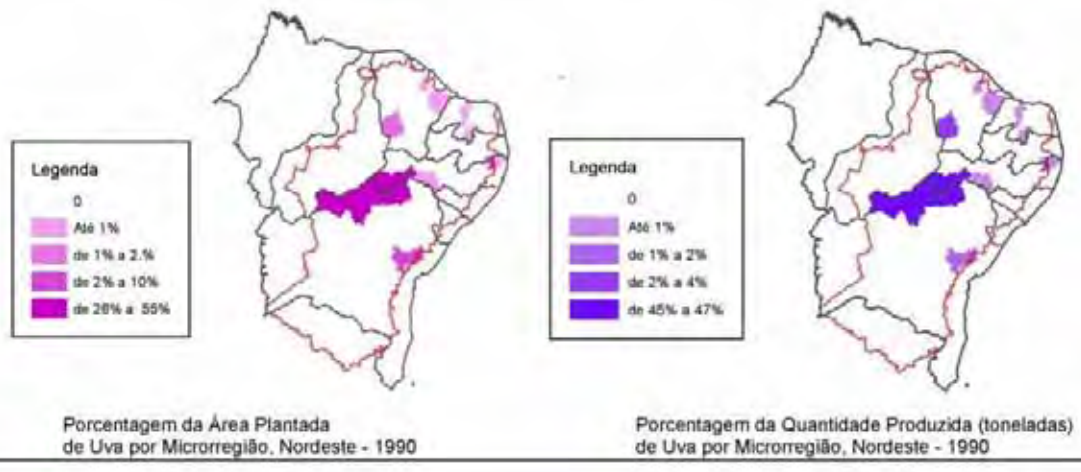 Legenda
0
Até 1%
de 1% a 2.%
de 2% a 10%
de 26% a 55%
Porcentagem da Área Plantada
de Uva por Microrregião, Nordeste - 1990
Legenda
0
Até 1%
de 1% a 2%
de 2% a 4%
de 45% a 47%
Porcentagem da Quantidade Produzida (toneladas)
de Uva por Microrregião, Nordeste - 1990